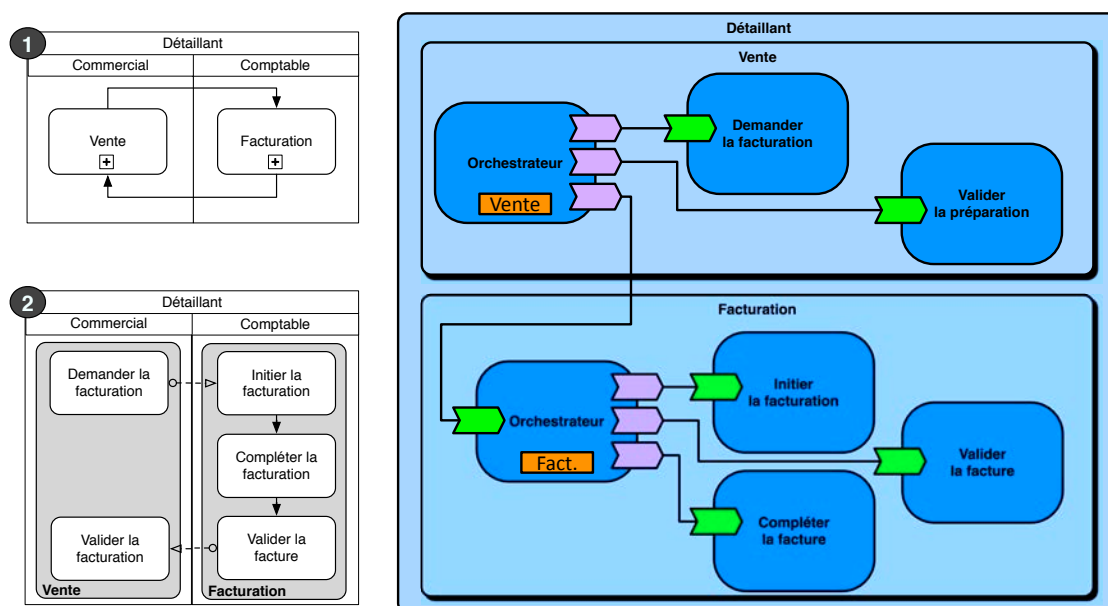 1
Détaillant
Commercial
Comptable
Vente
+
Facturation
+
2
Détaillant
Commercial
Comptable
Demander la
facturation
Initier la
facturation
Compléter la
facturation
Valider la
facturation
Valider la
facture
Vente
Facturation
Détaillant
Vente
Orchestrateur
Vente
Demander
la facturation
Valider
la préparation
Facturation
Orchestrateur
Fact.
Initier
la facturation
Valider
la facture
Compléter
la facture